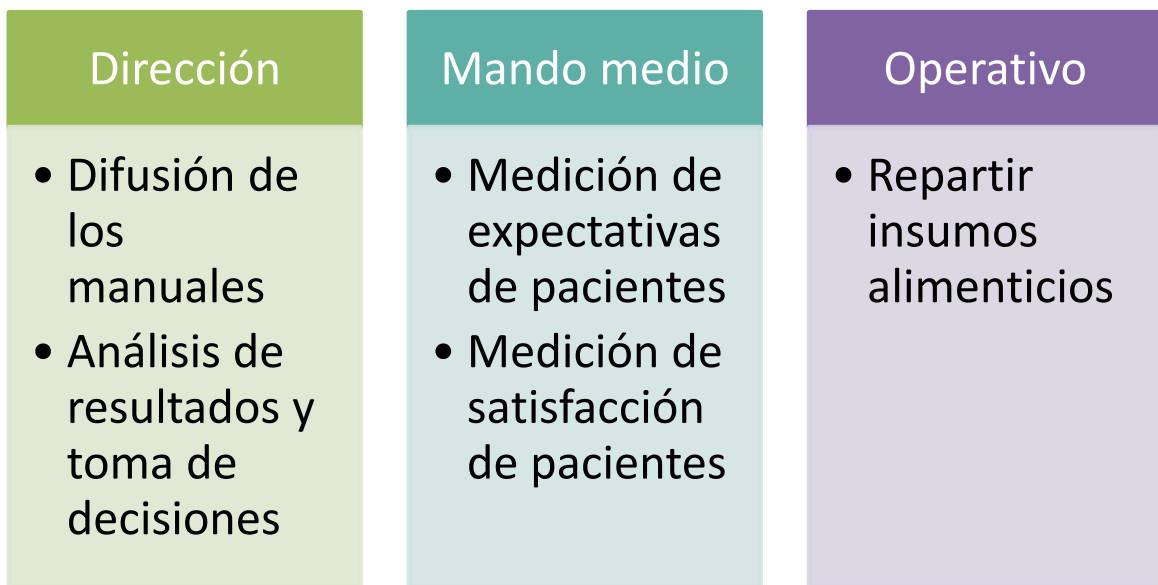 Dirección
• Difusión de
los
manuales
• Análisis de
resultados y
toma de
decisiones
Mando medio
• Medición de
expectativas
de pacientes
• Medición de
satisfacción
de pacientes
Operativo
• Repartir
insumos
alimenticios